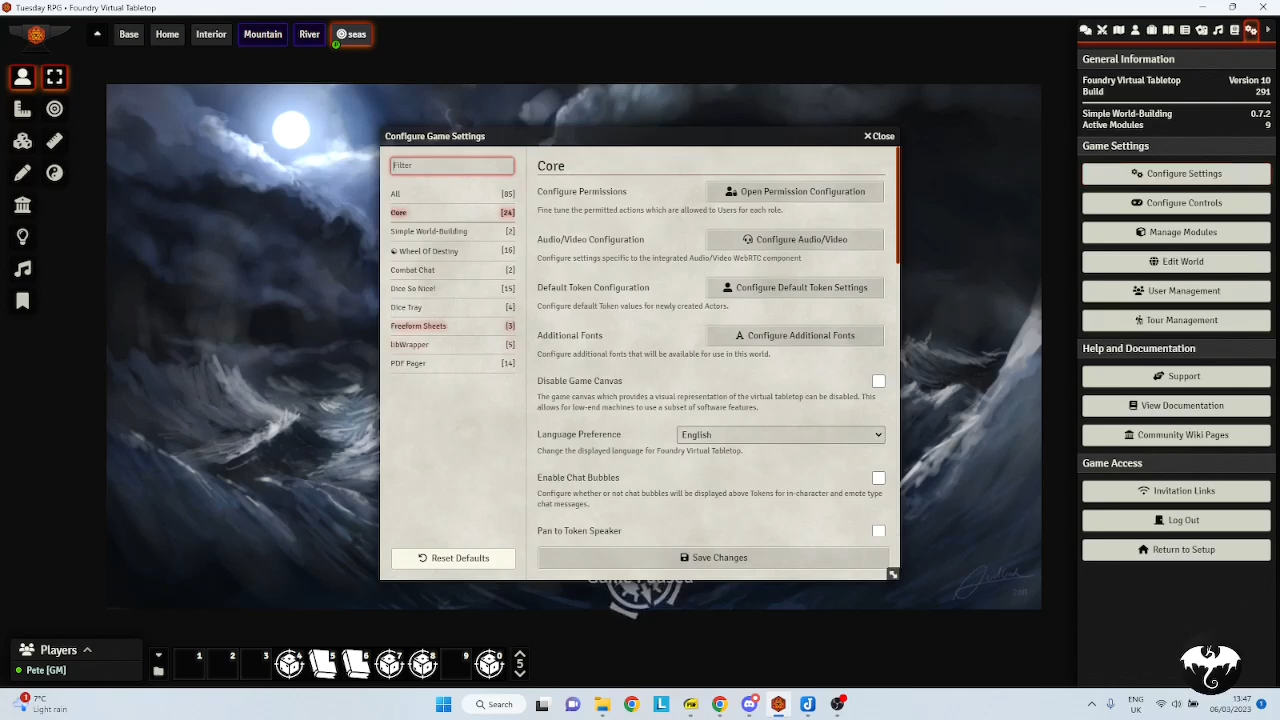 Tuesday RPG • Foundry Virtual Tabletop
Base
Home
Interior
Mountain
River
seas
General Information
Foundry Virtual Tabletop Version 10
Build 291
Simple World-Building 0.7.2
Active Modules 9
Game Settings
Configure Settings
Configure Controls
Manage Modules
Edit World
User Management
Tour Management
Help and Documentation
Support
View Documentation
Community Wiki Pages
Game Access
Invitation Links
Log Out
Return to Setup
Configure Game Settings
Close
Filter
All [85]
Core [24]
Simple World-Building [2]
Wheel Of Destiny [16]
Combat Chat [2]
Dice So Nice! [15]
Dice Tray [4]
Freeform Sheets [3]
libWrapper [5]
PDF Pager [14]
Reset Defaults
Core
Configure Permissions
Open Permission Configuration
Fine tune the permitted actions which are allowed to Users for each role.
Audio/Video Configuration
Configure Audio/Video
Configure settings specific to the integrated Audio/Video WebRTC component
Default Token Configuration
Configure Default Token Settings
Configure default Token values for newly created Actors.
Additional Fonts
Configure Additional Fonts
Configure additional fonts that will be available for use in this world.
Disable Game Canvas
The game canvas which provides a visual representation of the virtual tabletop can be disabled. This
allows for low-end machines to use a subset of software features.
Language Preference
English
Change the displayed language for Foundry Virtual Tabletop.
Enable Chat Bubbles
Configure whether or not chat bubbles will be displayed above Tokens for in-character and emote type
chat messages.
Pan to Token Speaker
Save Changes
Game Paused
Players
Pete [GM]
1
2
3
4
5
6
7
8
9
0
5
1
7°C
Light rain
Search
ENG
UK
13:47
06/03/2023